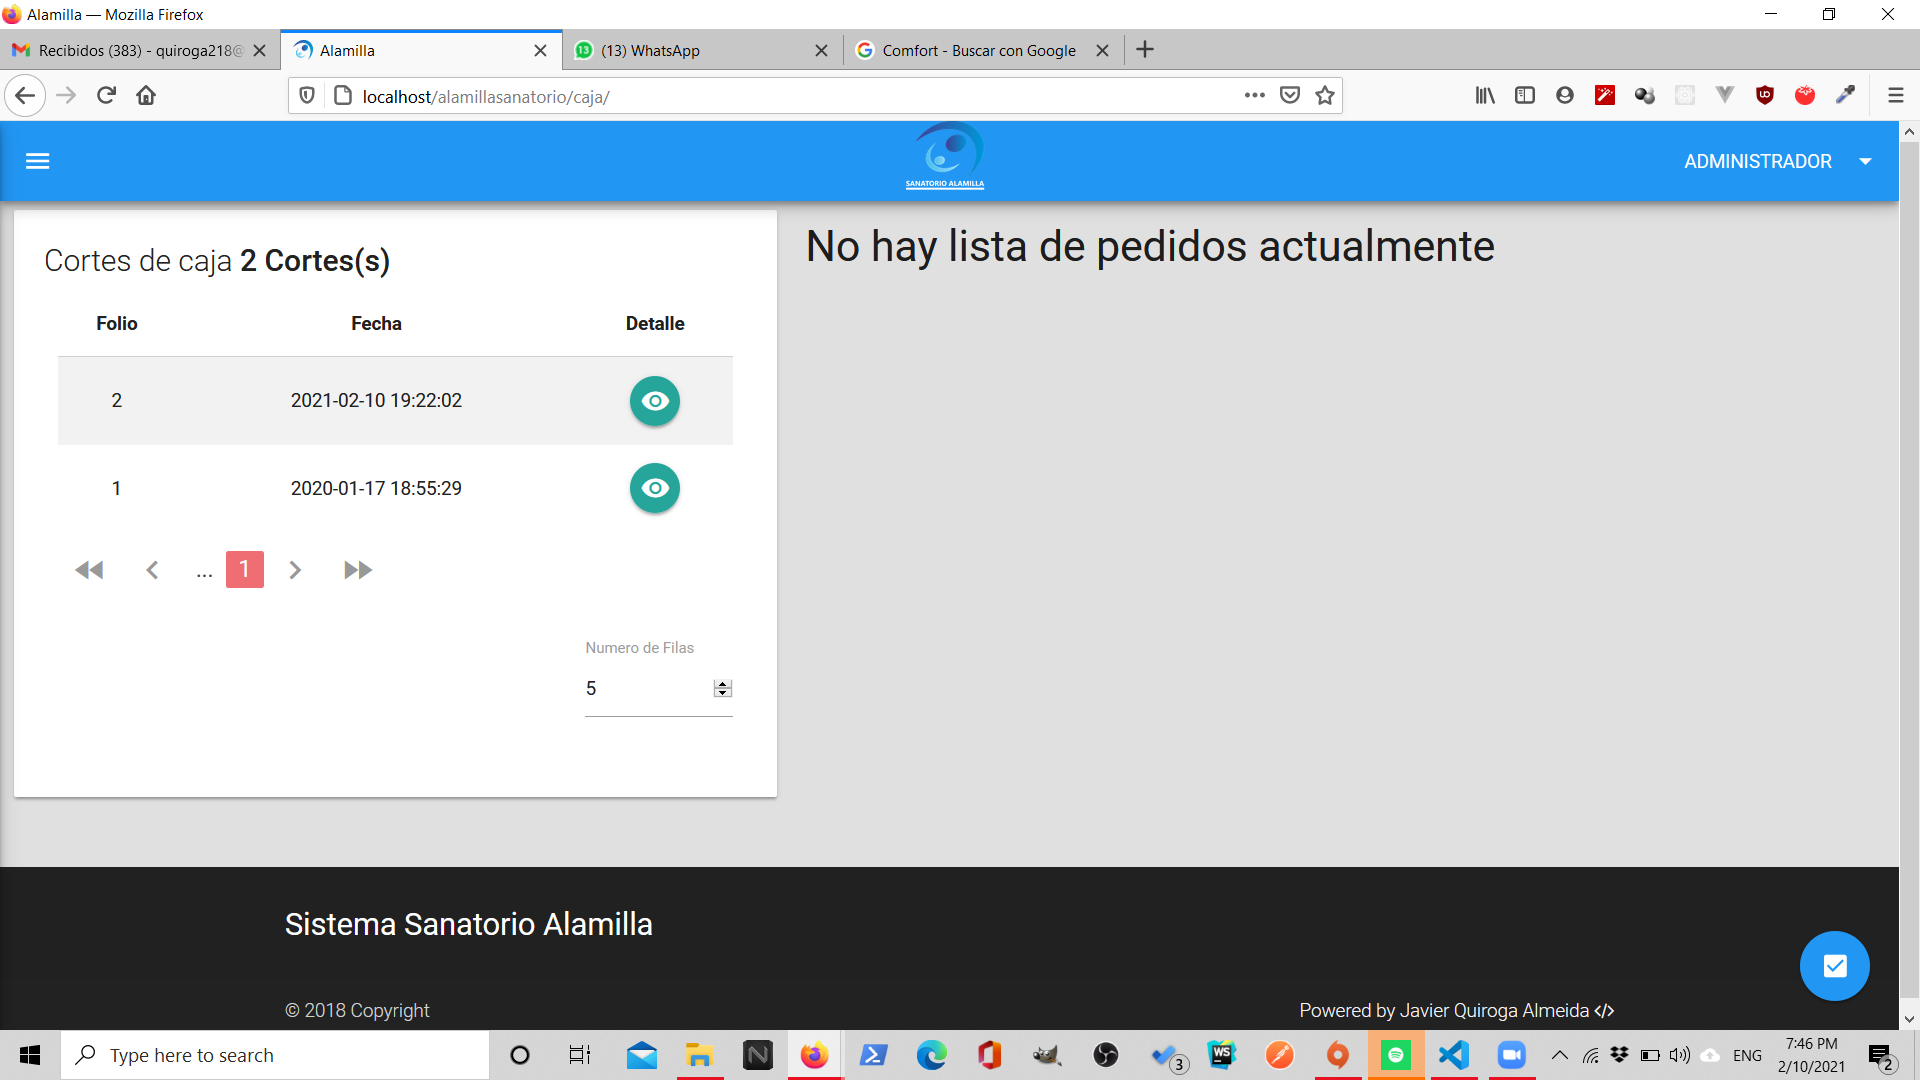 Alamilla — Mozilla Firefox
Recibidos (383) - quiroga218@
Alamilla
13
(13) WhatsApp
Comfort - Buscar con Google
localhost/alamillasanatorio/caja/
SANATORIO ALAMILLA
ADMINISTRADOR
Cortes de caja 2 Cortes(s)
Folio Fecha Detalle
2 2021-02-10 19:22:02
1 2020-01-17 18:55:29
... 1
Numero de Filas
5
No hay lista de pedidos actualmente
Sistema Sanatorio Alamilla
© 2018 Copyright
Powered by Javier Quiroga Almeida </>
Type here to search
3
WS
ENG
7:46 PM
2/10/2021
2